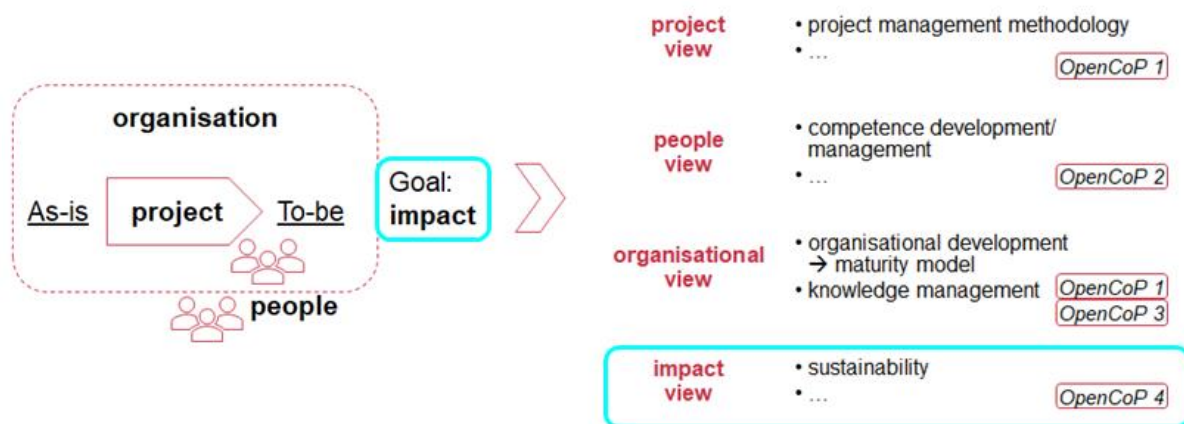 organisation
As-is
project
To-be
people
Goal:
impact
project
view
• project management methodology
• …
OpenCoP 1
people
view
• competence development/
management
• …
OpenCoP 2
organisational
view
• organisational development
→ maturity model
• knowledge management
OpenCoP 1
OpenCoP 3
impact
view
• sustainability
• …
OpenCoP 4